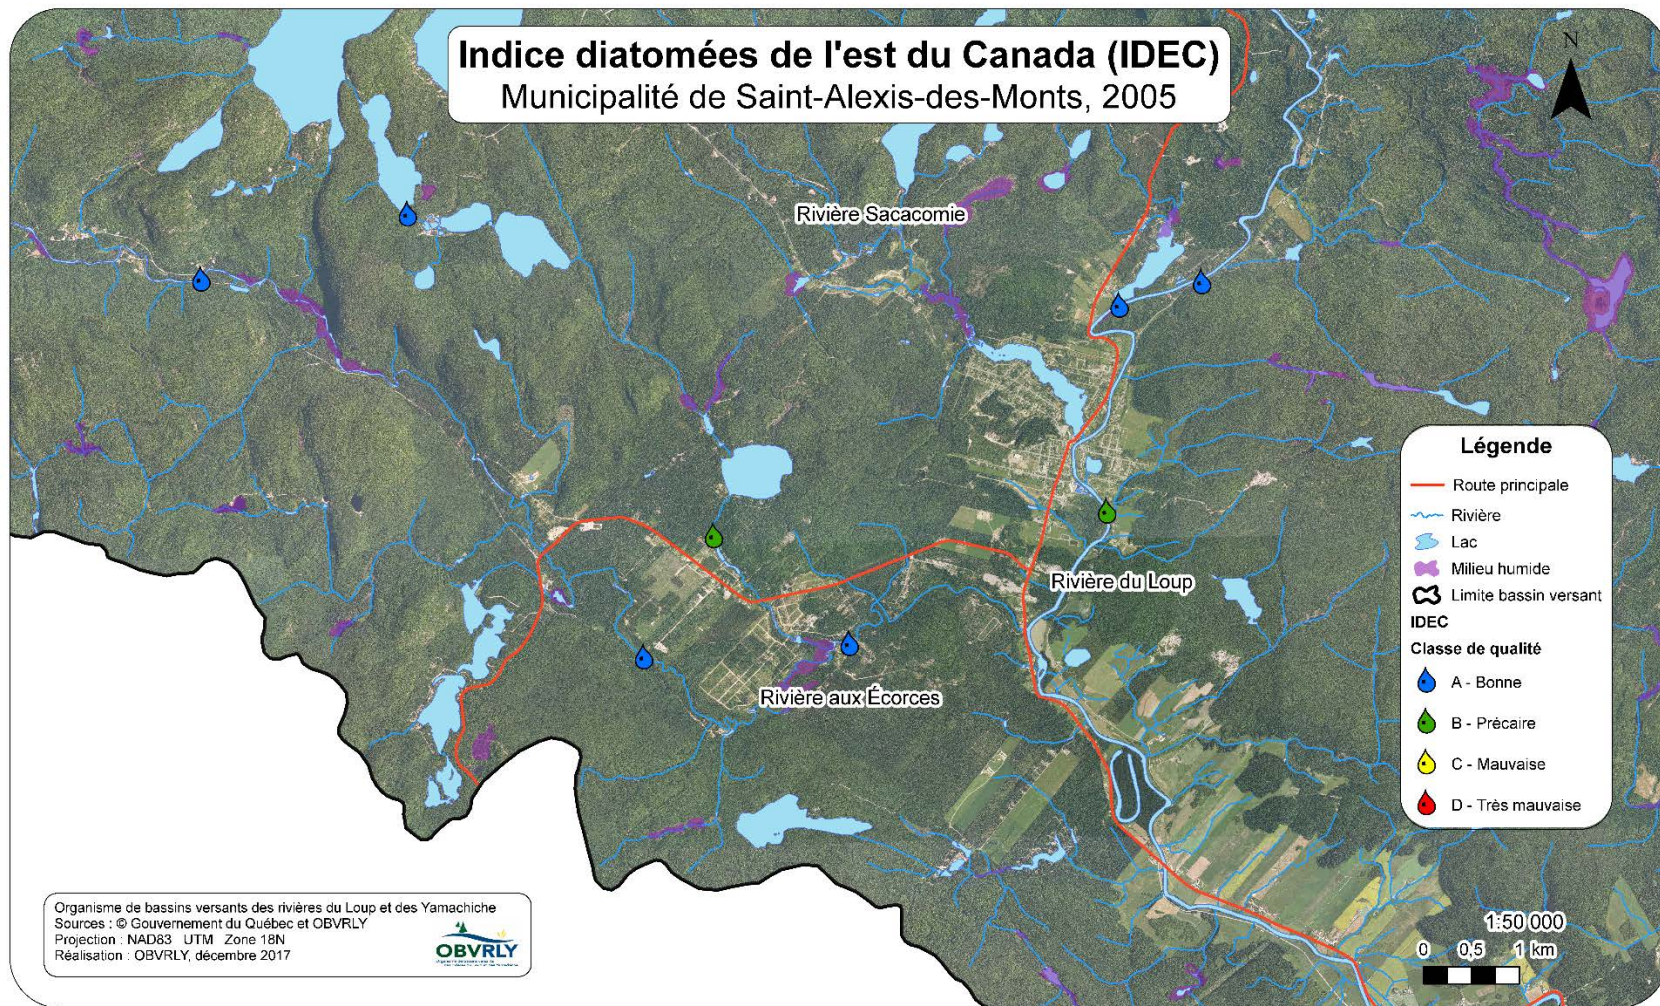 Indice diatomées de l'est du Canada (IDEC)
Municipalité de Saint-Alexis-des-Monts, 2005
N
Rivière Sacacomie
Rivière du Loup
Rivière aux Écorces
Légende
Route principale
Rivière
Lac
Milieu humide
Limite bassin versant
IDEC
Classe de qualité
A - Bonne
B - Précaire
C - Mauvaise
D - Très mauvaise
Organisme de bassins versants des rivières du Loup et des Yamachiche
Sources : © Gouvernement du Québec et OBVRLY
Projection : NAD83 UTM Zone 18N
Réalisation : OBVRLY, décembre 2017
OBVRLY
1:50 000
0 0,5 1 km